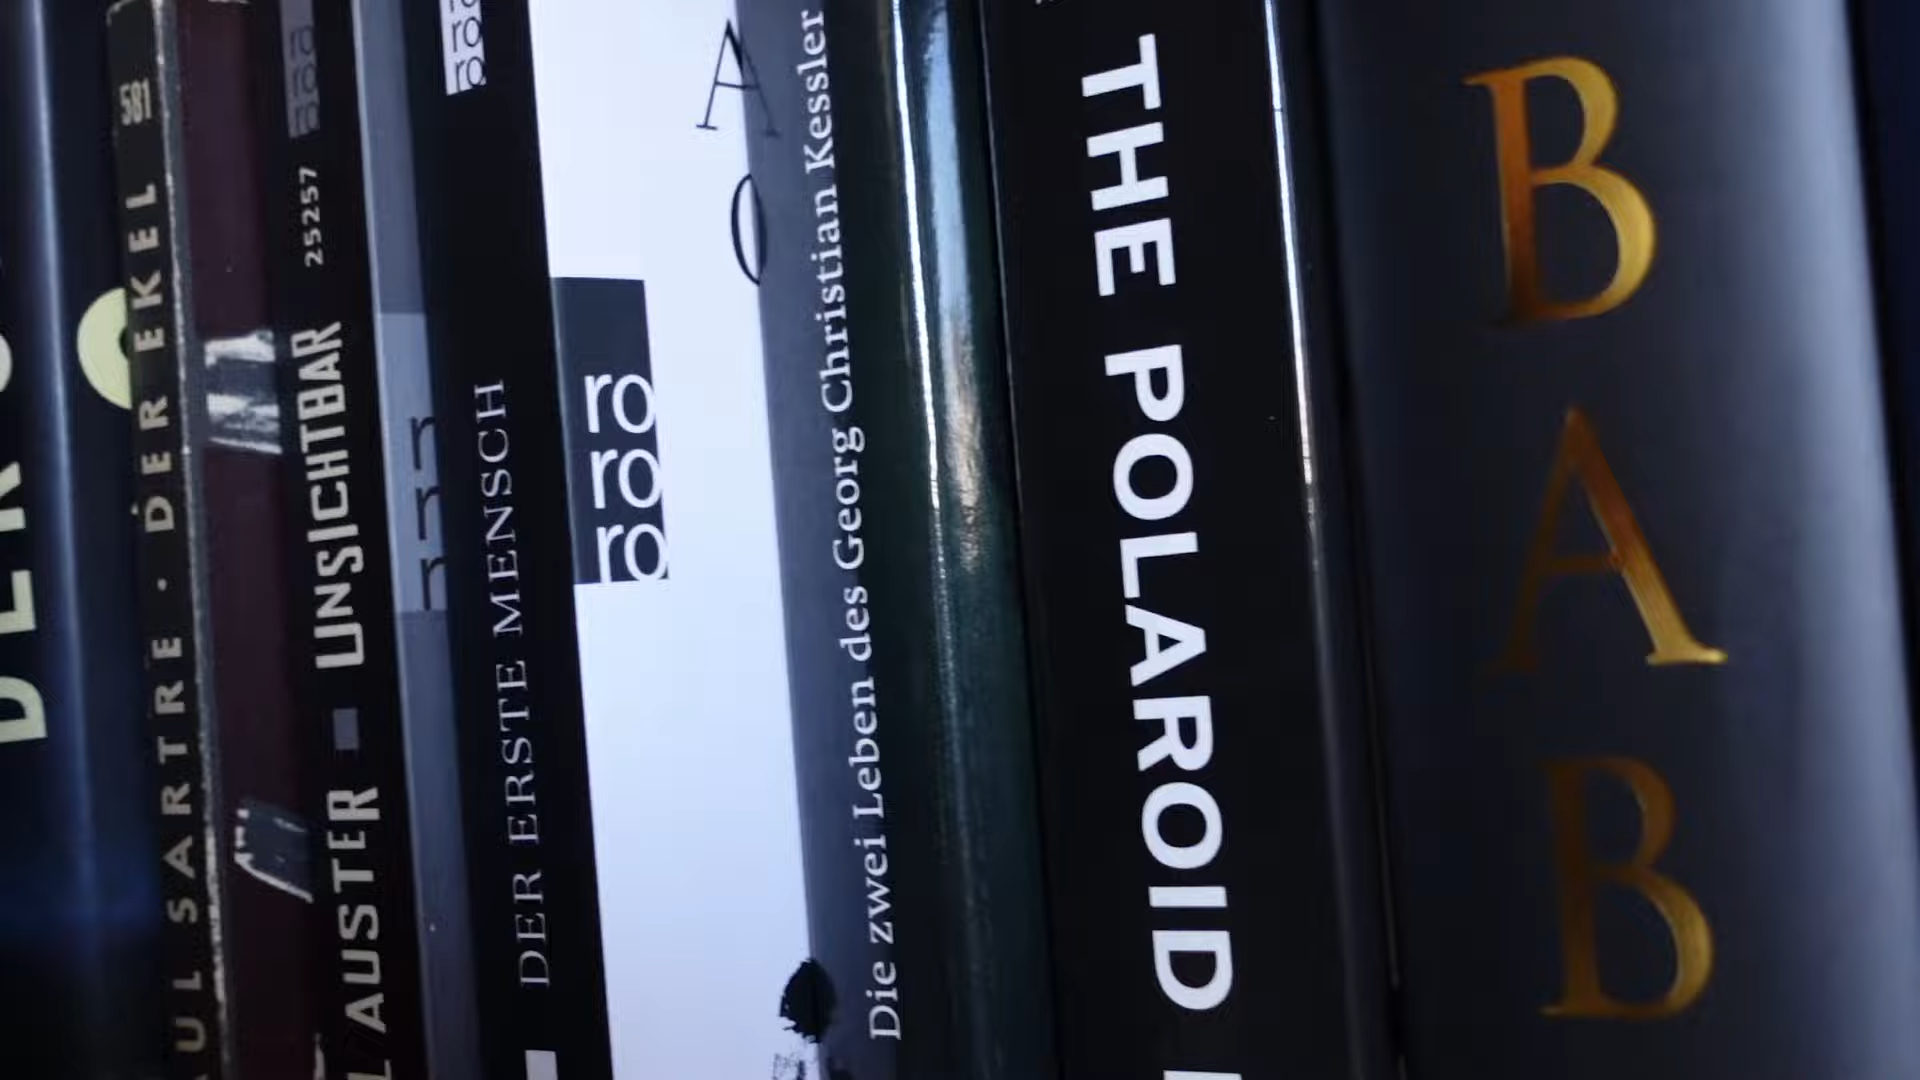 DER
581
UL SARTRE · DER EKEL
ro
ro
25257
L AUSTER ■ UNSICHTBAR
ro
ro
DER ERSTE MENSCH
ro
ro
ro
A
Die zwei Leben des Georg Christian Kessler
THE POLAROID
B
A
B